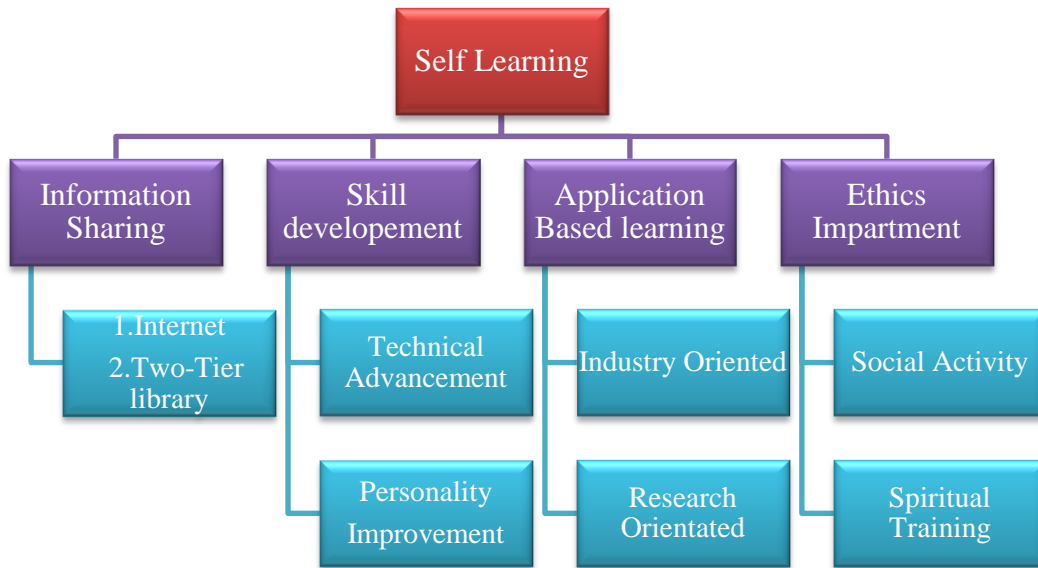 Self Learning
Information
Sharing
Skill
developement
Application
Based learning
Ethics
Impartment
1.Internet
2.Two-Tier
library
Technical
Advancement
Industry Oriented
Social Activity
Personality
Improvement
Research
Orientated
Spiritual
Training